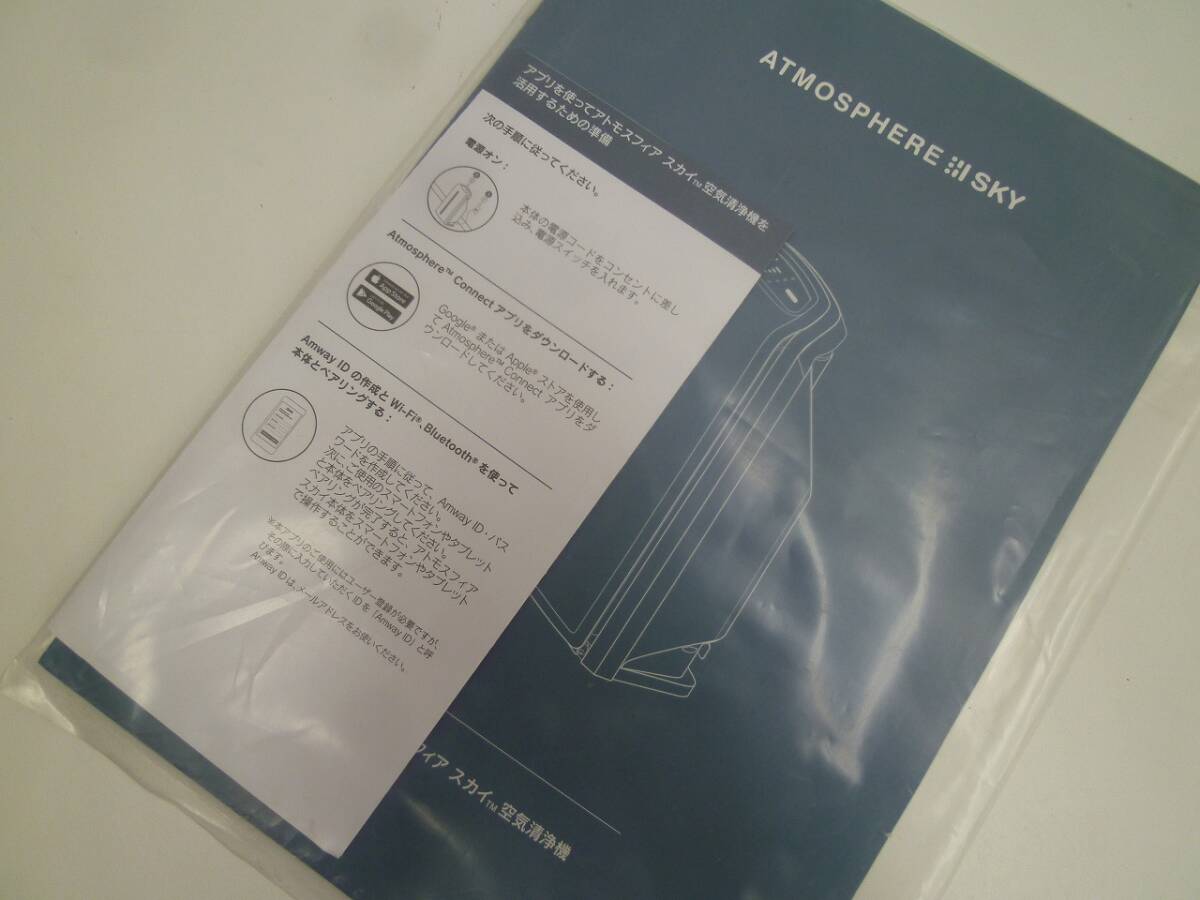 ATMOSPHERE SKY
アプリを使ってアトモスフィア スカイ™ 空気清浄機を
活用するための準備
次の手順に従ってください。
電源オン：
本体の電源コードをコンセントに差し
込み、電源スイッチを入れます。
Atmosphere™ Connect アプリをダウンロードする：
App Store
Google Play
Google® または Apple® ストアを使用し
て Atmosphere™ Connect アプリをダ
ウンロードしてください。
Amway ID の作成と Wi-Fi®、Bluetooth® を使って
本体とペアリングする：
アプリの手順に従って、Amway ID・パス
ワードを作成してください。
次に、ご使用のスマートフォンやタブレット
と本体をペアリングしてください。
ペアリングが完了すると、アトモスフィア
スカイ本体をスマートフォンやタブレット
で操作することができます。
※本アプリのご使用にはユーザー登録が必要ですが、
その際に入力していただく ID を「Amway ID」と呼
びます。
Amway ID は、メールアドレスをお使いください。
フィア スカイ™ 空気清浄機